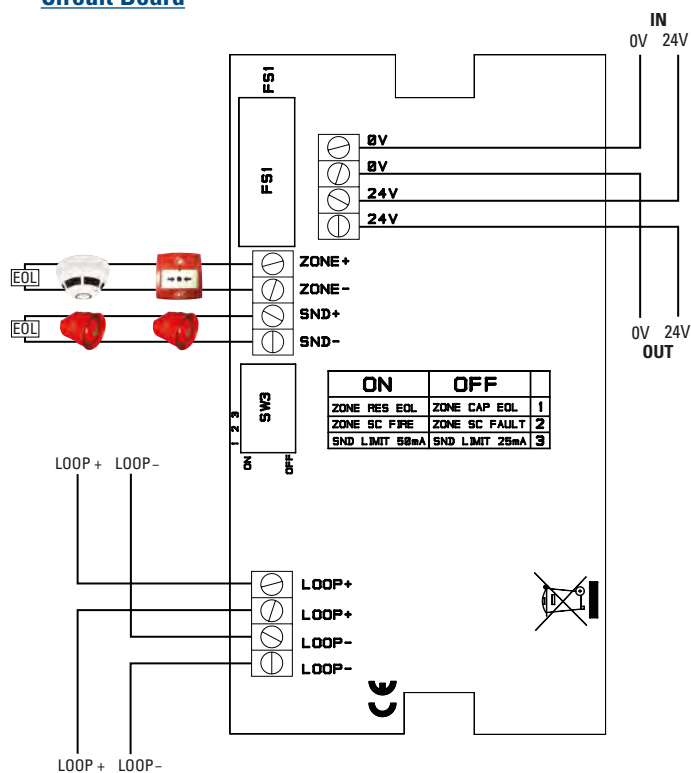 Circuit Board
IN
0V 24V
FS1
FS1
0V
0V
24V
24V
EOL
EOL
ZONE+
ZONE-
SND+
SND-
0V 24V
OUT
SW3
1 2 3
ON
OFF
ON OFF
ZONE RES EOL ZONE CAP EOL 1
ZONE SC FIRE ZONE SC FAULT 2
SND LIMIT 50mA SND LIMIT 25mA 3
LOOP+ LOOP-
LOOP+
LOOP+
LOOP-
LOOP-
CE
LOOP+ LOOP-